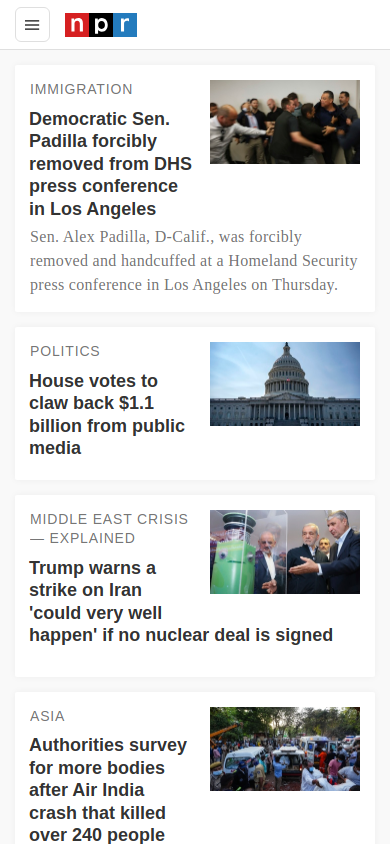 npr
IMMIGRATION
Democratic Sen.
Padilla forcibly
removed from DHS
press conference
in Los Angeles
Sen. Alex Padilla, D-Calif., was forcibly
removed and handcuffed at a Homeland Security
press conference in Los Angeles on Thursday.
POLITICS
House votes to
claw back $1.1
billion from public
media
MIDDLE EAST CRISIS
— EXPLAINED
Trump warns a
strike on Iran
'could very well
happen' if no nuclear deal is signed
ASIA
Authorities survey
for more bodies
after Air India
crash that killed
over 240 people